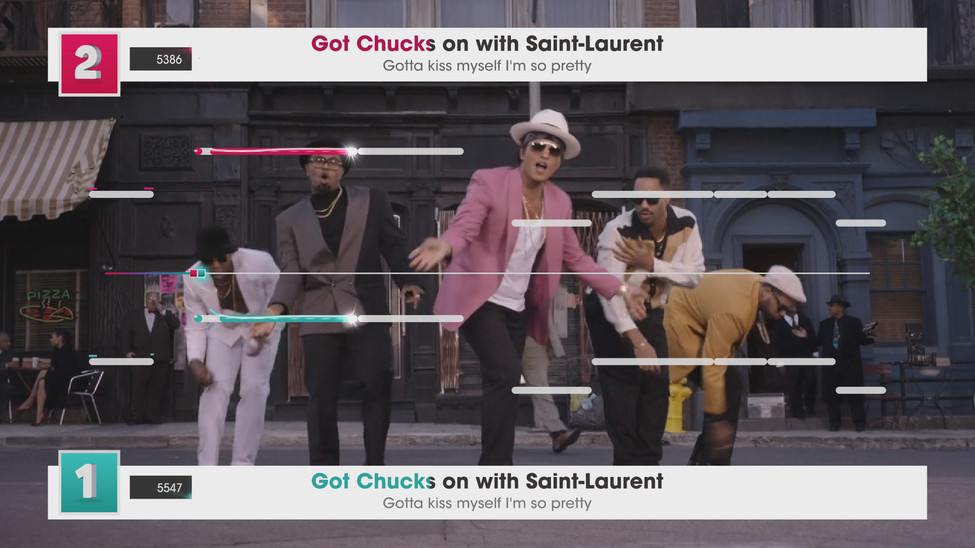 2
5386
Got Chucks on with Saint-Laurent
Gotta kiss myself I'm so pretty
PIZZA
1
5547
Got Chucks on with Saint-Laurent
Gotta kiss myself I'm so pretty